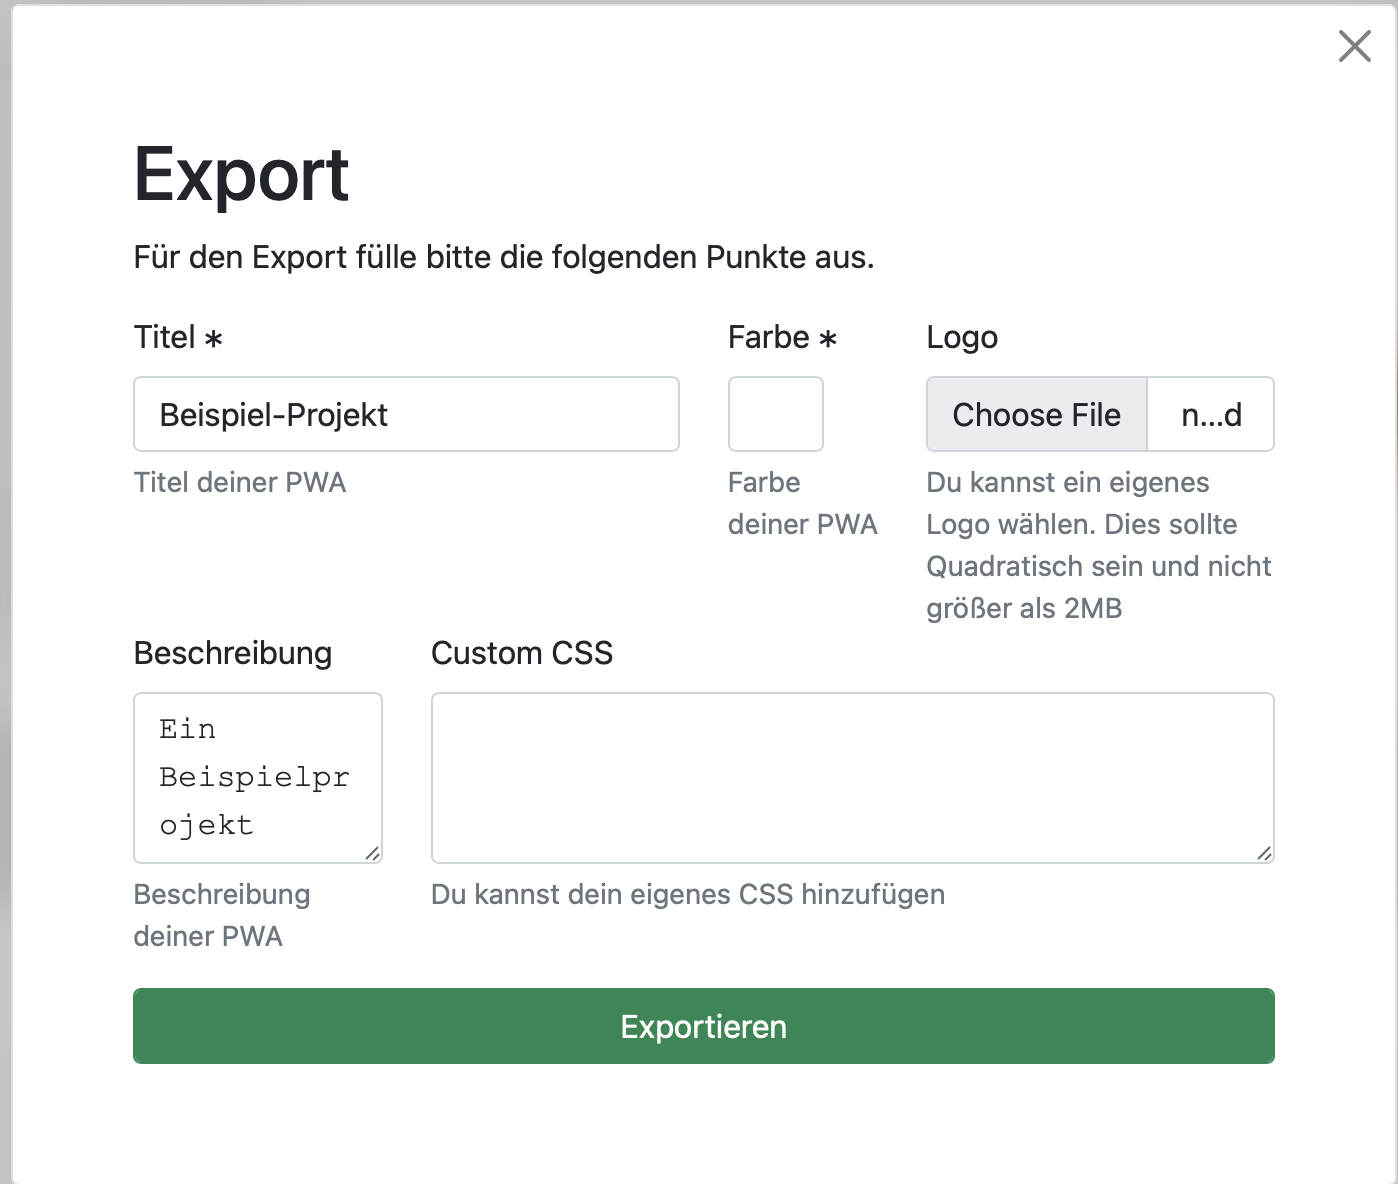 Export
Für den Export fülle bitte die folgenden Punkte aus.
Titel *
Farbe *
Logo
Beispiel-Projekt
Choose File
n...d
Titel deiner PWA
Farbe
deiner PWA
Du kannst ein eigenes
Logo wählen. Dies sollte
Quadratisch sein und nicht
größer als 2MB
Beschreibung
Custom CSS
Ein
Beispielpr
ojekt
Beschreibung
deiner PWA
Du kannst dein eigenes CSS hinzufügen
Exportieren